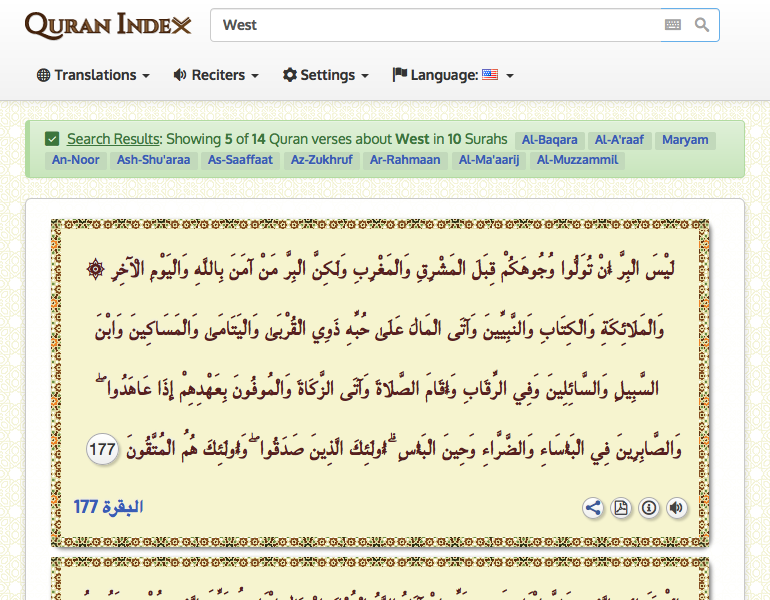 QURAN INDEX
West
Translations Reciters Settings Language:
Search Results: Showing 5 of 14 Quran verses about West in 10 Surahs Al-Baqara Al-A'raaf Maryam
An-Noor Ash-Shu'araa As-Saaffaat Az-Zukhruf Ar-Rahmaan Al-Ma'aarij Al-Muzzammil
لَيْسَ الْبِرَّ أَنْ تُوَلُّوا وُجُوهَكُمْ قِبَلَ الْمَشْرِقِ وَالْمَغْرِبِ وَلَكِنَّ الْبِرَّ مَنْ آمَنَ بِاللَّهِ وَالْيَوْمِ الْآخِرِ ۞
وَالْمَلَائِكَةِ وَالْكِتَابِ وَالنَّبِيِّينَ وَآتَى الْمَالَ عَلَىٰ حُبِّهِ ذَوِي الْقُرْبَىٰ وَالْيَتَامَىٰ وَالْمَسَاكِينَ وَابْنَ
السَّبِيلِ وَالسَّائِلِينَ وَفِي الرِّقَابِ وَأَقَامَ الصَّلَاةَ وَآتَى الزَّكَاةَ وَالْمُوفُونَ بِعَهْدِهِمْ إِذَا عَاهَدُوا ۖ
وَالصَّابِرِينَ فِي الْبَأْسَاءِ وَالضَّرَّاءِ وَحِينَ الْبَأْسِ ۗ أُولَئِكَ الَّذِينَ صَدَقُوا ۖ وَأُولَئِكَ هُمُ الْمُتَّقُونَ 177
البقرة 177